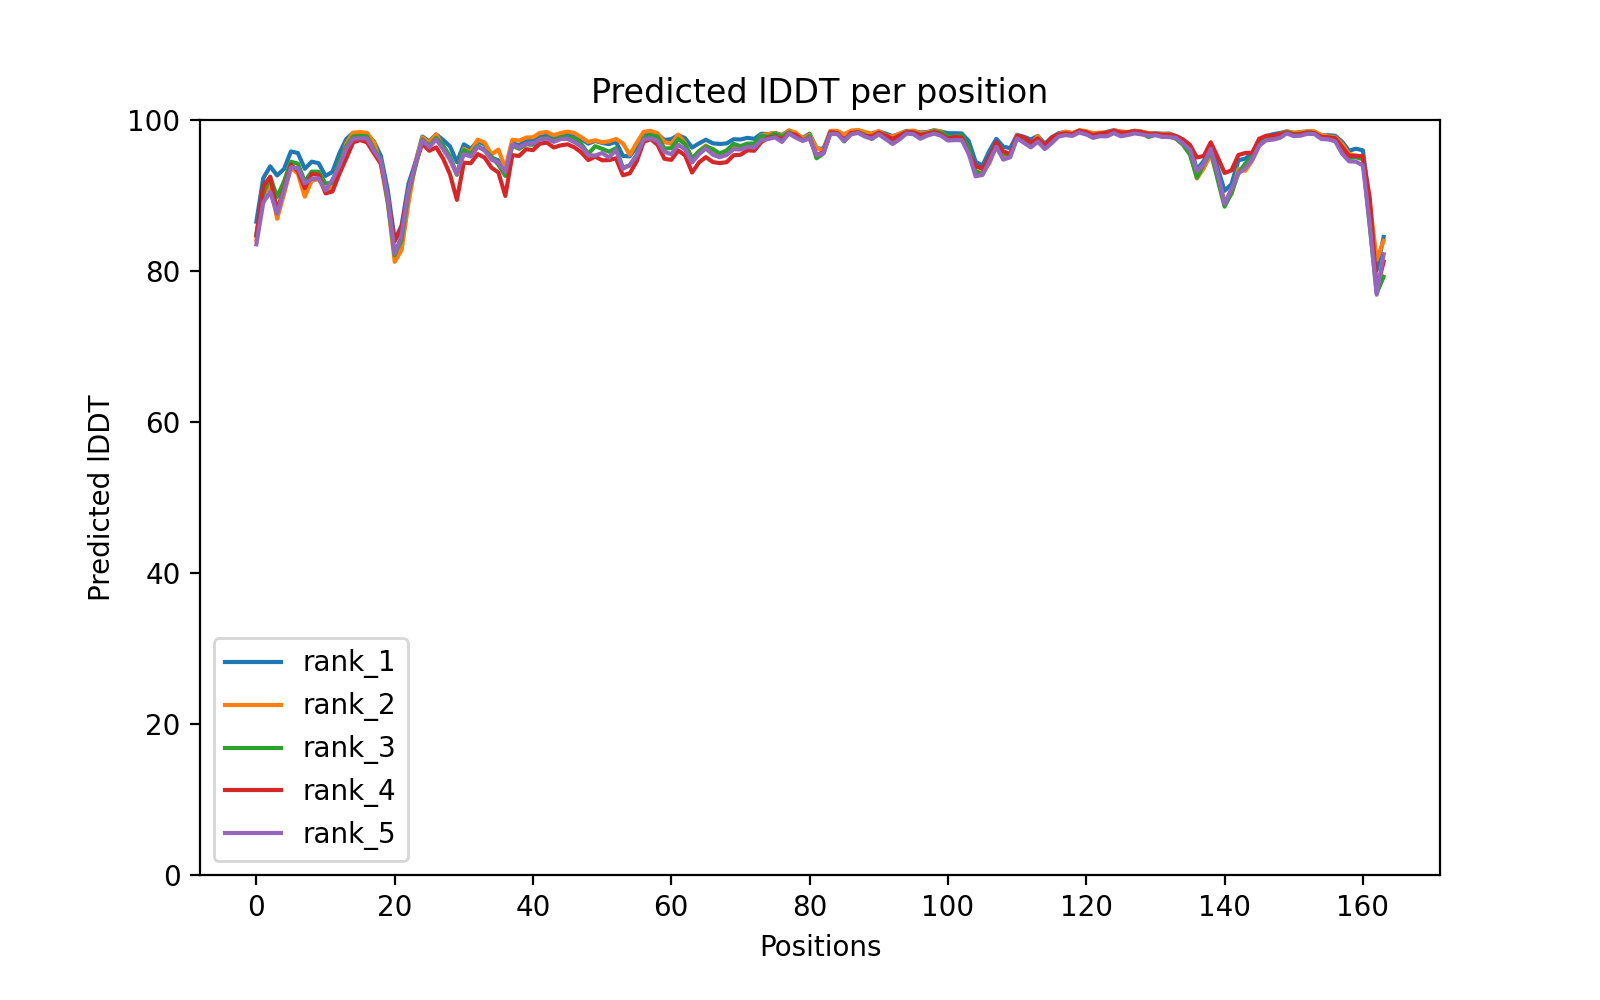 Predicted lDDT per position
100
80
60
40
20
0
Predicted lDDT
rank_1
rank_2
rank_3
rank_4
rank_5
0 20 40 60 80 100 120 140 160
Positions